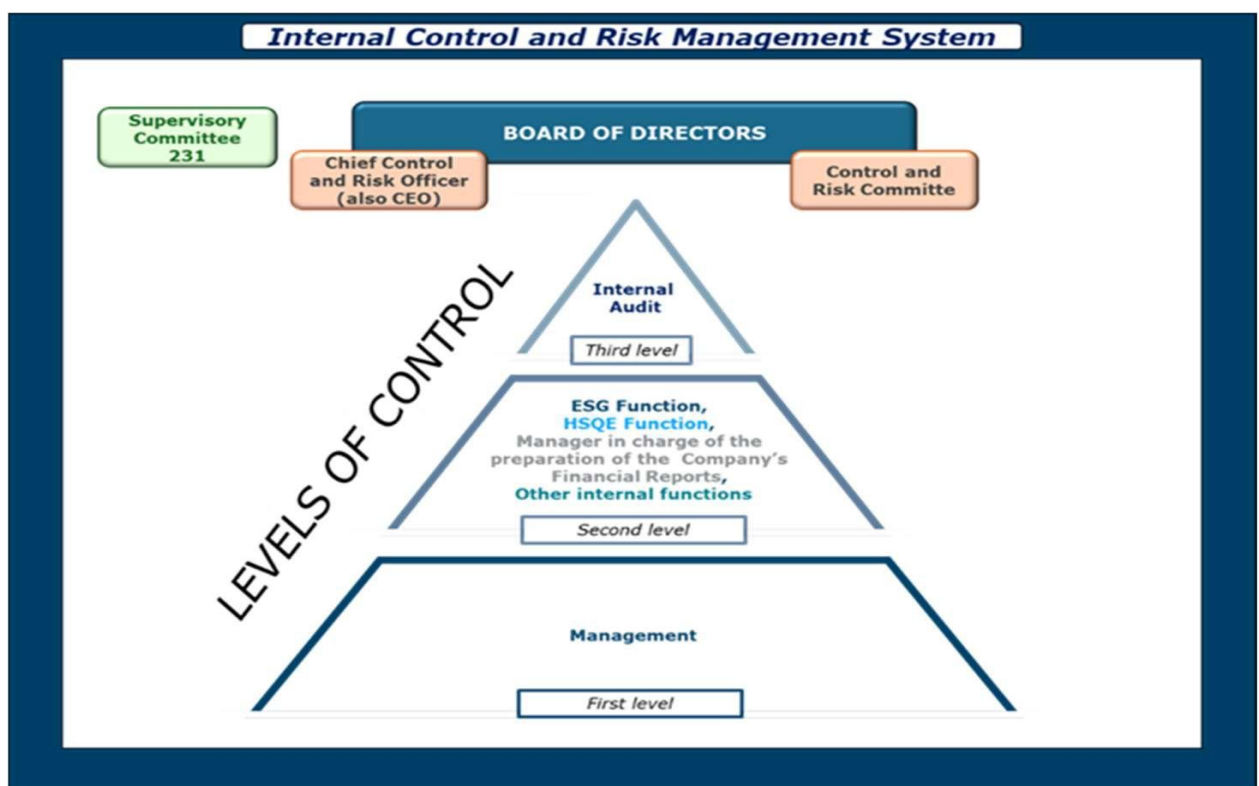 Internal Control and Risk Management System
Supervisory
Committee
231
BOARD OF DIRECTORS
Chief Control
and Risk Officer
(also CEO)
Control and
Risk Committe
LEVELS OF CONTROL
Internal
Audit
Third level
ESG Function,
HSQE Function,
Manager in charge of the
preparation of the Company's
Financial Reports,
Other internal functions
Second level
Management
First level